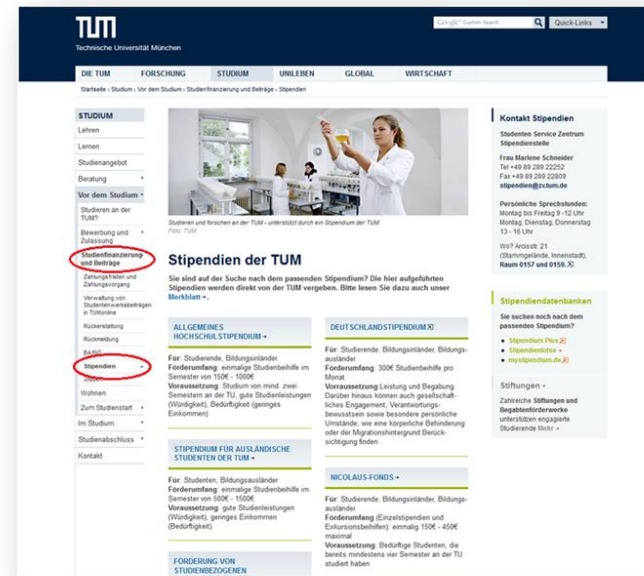 TUM
Technische Universität München
Google™ Custom Search
Quick-Links
DIE TUM
FORSCHUNG
STUDIUM
UNILEBEN
GLOBAL
WIRTSCHAFT
Startseite › Studium › Vor dem Studium › Studienfinanzierung und Beiträge › Stipendien
STUDIUM
Lehren
Lernen
Studienangebot
Beratung
Vor dem Studium
Studieren an der
TUM?
Bewerbung und
Zulassung
Studienfinanzierung
und Beiträge
Zahlungsfristen und
Zahlungsvorgang
Verwaltung von
Studentenwerksbeiträgen
in TUMonline
Rückerstattung
Rückmeldung
Stipendien
Wohnen
Zum Studienstart
Im Studium
Studienabschluss
Kontakt
Studieren und forschen an der TUM - unterstützt durch ein Stipendium der TUM
Foto: TUM
Stipendien der TUM
Sie sind auf der Suche nach dem passenden Stipendium? Die hier aufgeführten
Stipendien werden direkt von der TUM vergeben. Bitte lesen Sie dazu auch unser
Merkblatt
ALLGEMEINES
HOCHSCHULSTIPENDIUM
Für: Studierende, Bildungsinländer
Förderumfang: einmalige Studienbeihilfe im
Semester von 150€ - 1000€
Voraussetzung: Studium von mind. zwei
Semestern an der TU, gute Studienleistungen
(Würdigkeit), Bedürftigkeit (geringes
Einkommen)
STIPENDIUM FÜR AUSLÄNDISCHE
STUDENTEN DER TUM
Für: Studenten, Bildungsausländer
Förderumfang: einmalige Studienbeihilfe im
Semester von 500€ - 1500€
Voraussetzung: gute Studienleistungen
(Würdigkeit), geringes Einkommen
(Bedürftigkeit)
FÖRDERUNG VON
STUDIENBEZOGENEN
DEUTSCHLANDSTIPENDIUM
Für: Studierende, Bildungsinländer, Bildungs-
ausländer
Förderumfang: 300€ Studienbeihilfe pro
Monat
Voraussetzung: Leistung und Begabung.
Darüber hinaus können auch gesellschaft-
liches Engagement, Verantwortungs-
bewusstsein sowie besondere persönliche
Umstände, wie eine körperliche Behinderung
oder der Migrationshintergrund Berück-
sichtigung finden.
NICOLAUS-FONDS
Für: Studierende, Bildungsinländer, Bildungs-
ausländer
Förderumfang (Einzelstipendien und
Exkursionsbeihilfen): einmalig 150€ - 450€
maximal
Voraussetzung: Bedürftige Studenten, die
bereits mindestens vier Semester an der TU
studiert haben
Kontakt Stipendien
Studenten Service Zentrum
Stipendienstelle
Frau Marlene Schneider
Tel +49 89 289 22252
Fax +49 89 289 22809
stipendien@zv.tum.de
Persönliche Sprechstunden:
Montag bis Freitag 9 -12 Uhr
Montag, Dienstag, Donnerstag
13 - 16 Uhr
Wo? Arcisstr. 21
(Stammgelände, Innenstadt),
Raum 0157 und 0159.
Stipendiendatenbanken
Sie suchen noch nach dem
passenden Stipendium?
Stipendium Plus
Stipendienlotse
mystipendium.de
Stiftungen
Zahlreiche Stiftungen und
Begabtenförderwerke
unterstützen engagierte
Studierende Mehr